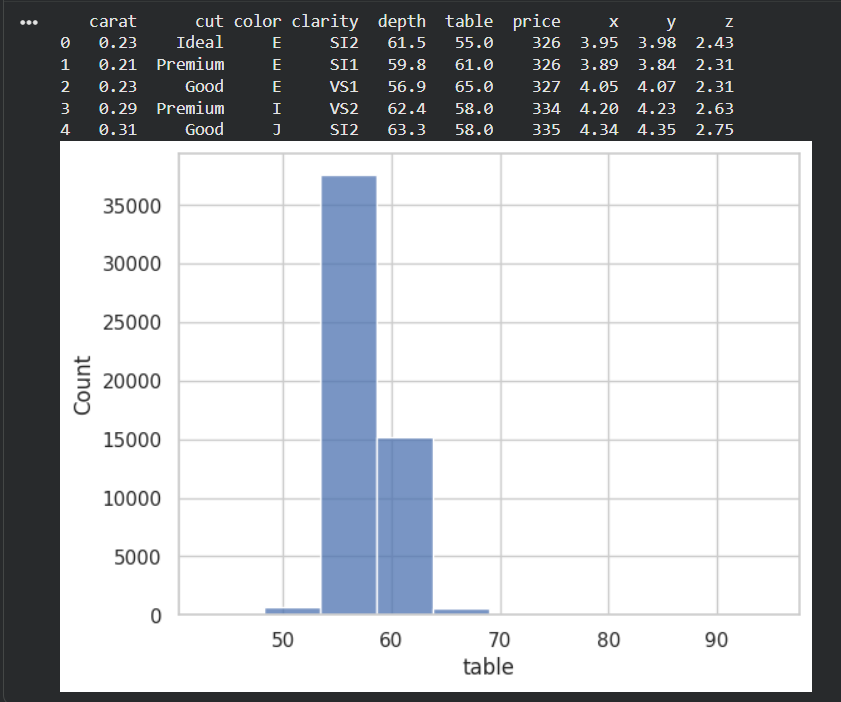 carat cut color clarity depth table price x y z
0 0.23 Ideal E SI2 61.5 55.0 326 3.95 3.98 2.43
1 0.21 Premium E SI1 59.8 61.0 326 3.89 3.84 2.31
2 0.23 Good E VS1 56.9 65.0 327 4.05 4.07 2.31
3 0.29 Premium I VS2 62.4 58.0 334 4.20 4.23 2.63
4 0.31 Good J SI2 63.3 58.0 335 4.34 4.35 2.75
35000
30000
25000
20000
15000
10000
5000
0
Count
50 60 70 80 90
table